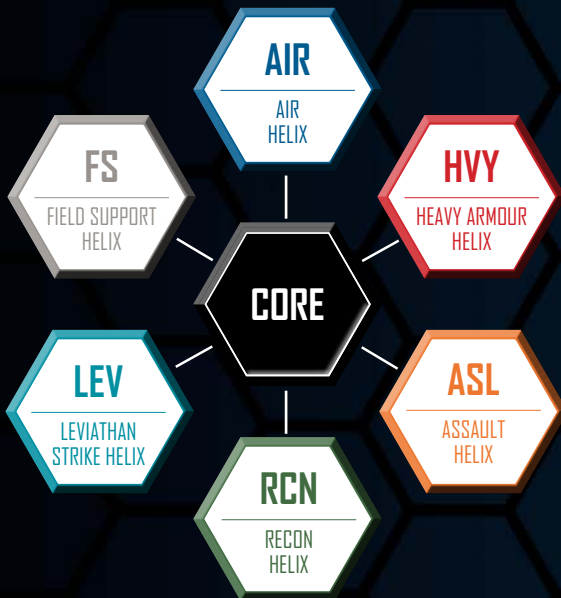 AIR
AIR
HELIX
FS
FIELD SUPPORT
HELIX
HVY
HEAVY ARMOUR
HELIX
CORE
LEV
LEVIATHAN
STRIKE HELIX
ASL
ASSAULT
HELIX
RCN
RECON
HELIX